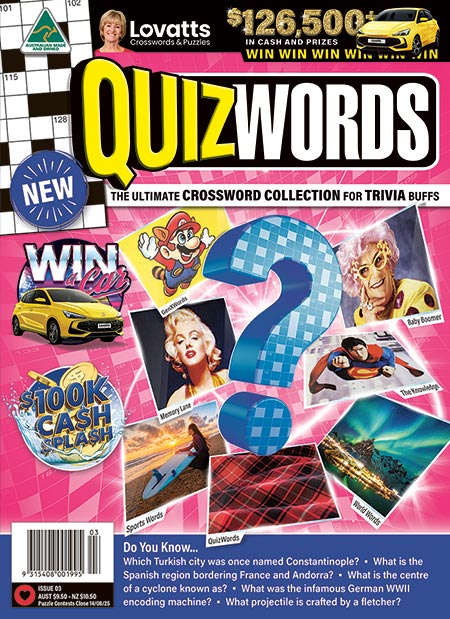 101
102
115
128
AUSTRALIAN MADE
AND OWNED
Lovatts
Crosswords & Puzzles
$126,500+
IN CASH AND PRIZES
WIN WIN WIN WIN WIN WIN
QUIZWORDS
NEW
THE ULTIMATE CROSSWORD COLLECTION FOR TRIVIA BUFFS
WIN
a Car
GenXWords
Baby Boomer
Memory Lane
The Knowledge
$100K
CASH
SPLASH
Sports Words
QuizWords
World Words
Do You Know...
Which Turkish city was once named Constantinople? • What is the
Spanish region bordering France and Andorra? • What is the centre
of a cyclone known as? • What was the infamous German WWII
encoding machine? • What projectile is crafted by a fletcher?
03
9 315408 001995
ISSUE 03
AUST $9.50 - NZ $10.50
Puzzle Contests Close 14/08/25